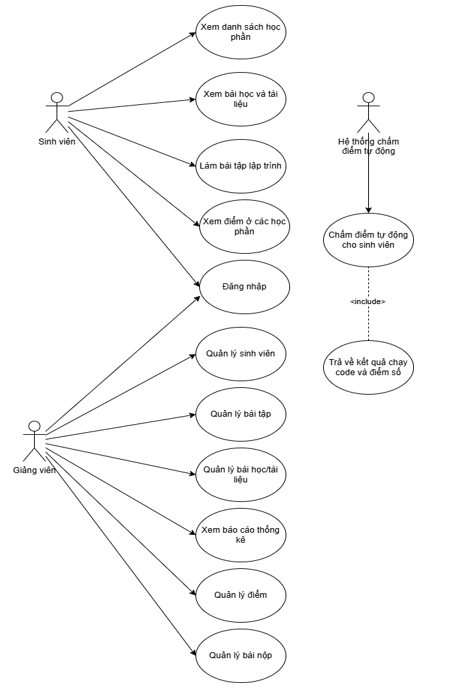 Xem danh sách học
phần
Xem bài học và tài
liệu
Sinh viên
Hệ thống chấm
điểm tự động
Làm bài tập lập trình
Xem điểm ở các học
phần
Chấm điểm tự động
cho sinh viên
Đăng nhập
<include>
Quản lý sinh viên
Trả về kết quả chay
code và điểm số
Quản lý bài tập
Giảng viên
Quản lý bài học/tài
liệu
Xem báo cáo thống
kê
Quản lý điểm
Quản lý bài nộp